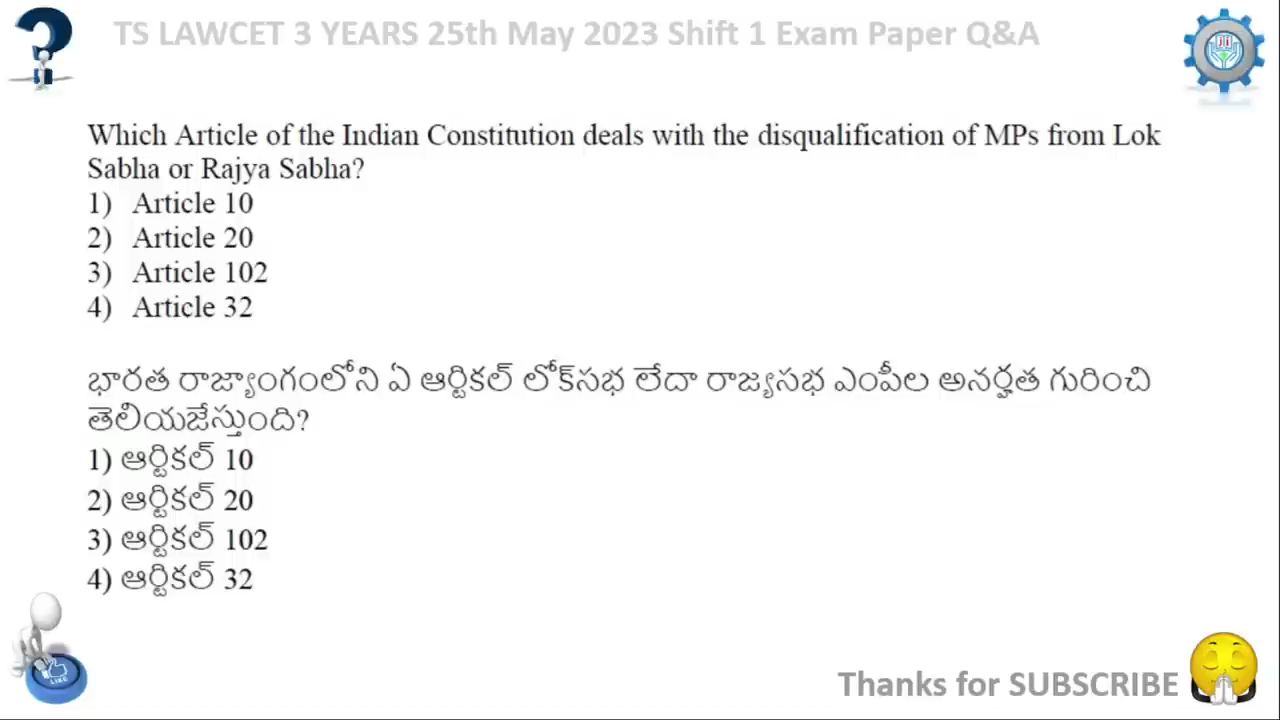 TS LAWCET 3 YEARS 25th May 2023 Shift 1 Exam Paper Q&A
Which Article of the Indian Constitution deals with the disqualification of MPs from Lok
Sabha or Rajya Sabha?
1) Article 10
2) Article 20
3) Article 102
4) Article 32
భారత రాజ్యాంగంలోని ఏ ఆర్టికల్ లోక్‌సభ లేదా రాజ్యసభ ఎంపీల అనర్హత గురించి
తెలియజేస్తుంది?
1) ఆర్టికల్ 10
2) ఆర్టికల్ 20
3) ఆర్టికల్ 102
4) ఆర్టికల్ 32
LIKE
Thanks for SUBSCRIBE